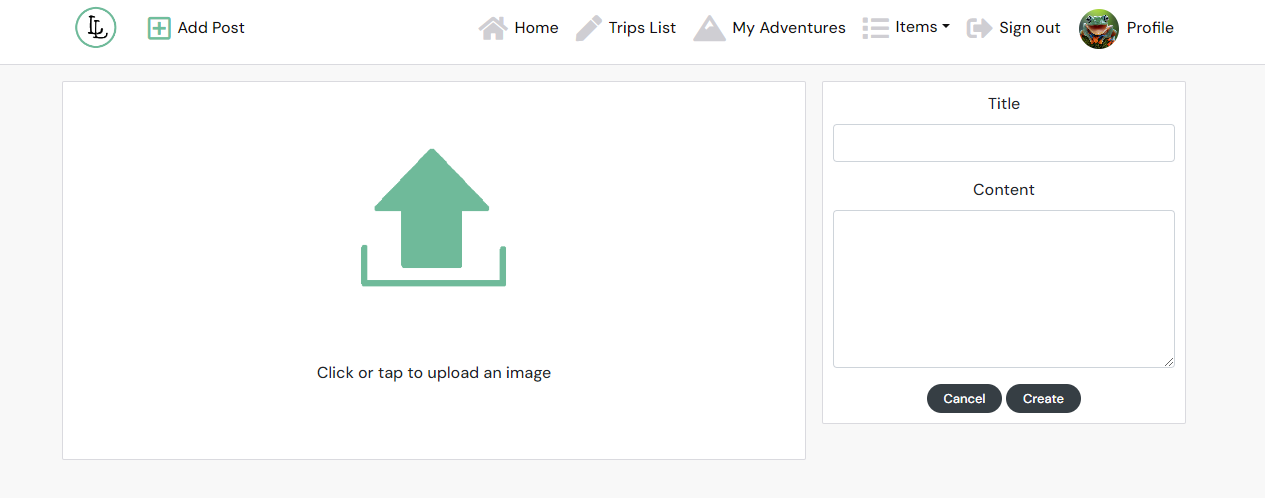 LL
Add Post
Home
Trips List
My Adventures
Items
Sign out
Profile
Click or tap to upload an image
Title
Content
Cancel
Create